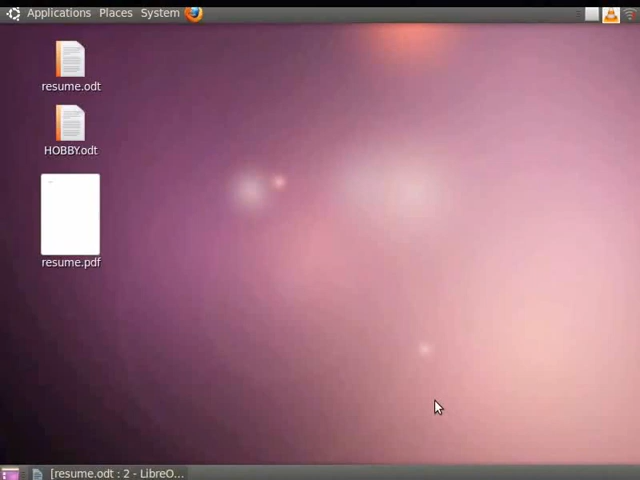 Applications Places System
resume.odt
HOBBY.odt
resume.pdf
[resume.odt : 2 - LibreO...